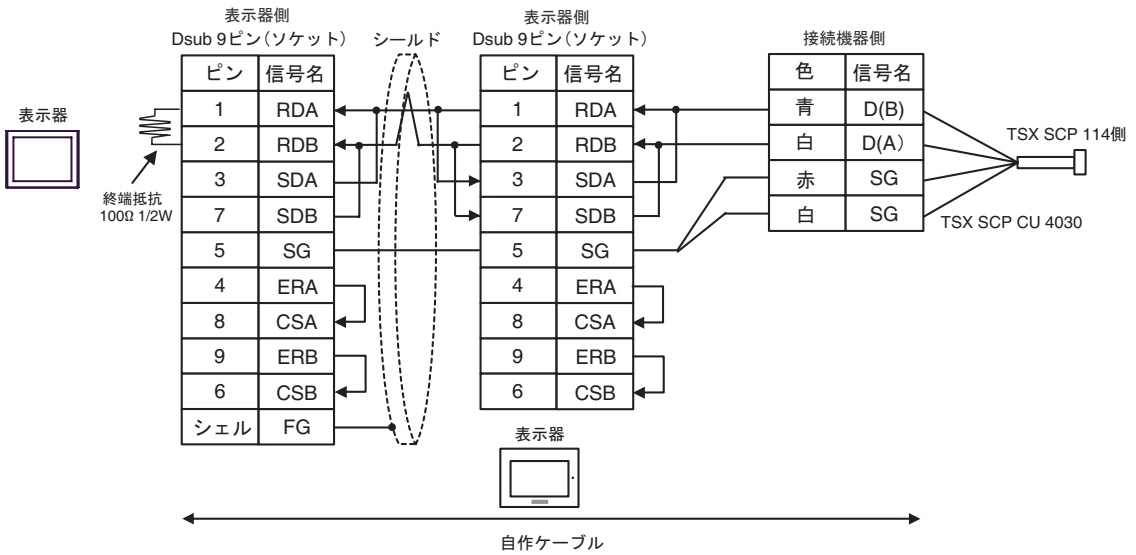 表示器側
Dsub 9ピン(ソケット)
シールド
表示器側
Dsub 9ピン(ソケット)
接続機器側
表示器
ピン 信号名
1 RDA
2 RDB
3 SDA
7 SDB
5 SG
4 ERA
8 CSA
9 ERB
6 CSB
シェル FG
終端抵抗
100Ω 1/2W
ピン 信号名
1 RDA
2 RDB
3 SDA
7 SDB
5 SG
4 ERA
8 CSA
9 ERB
6 CSB
色 信号名
青 D(B)
白 D(A)
赤 SG
白 SG
TSX SCP 114側
TSX SCP CU 4030
表示器
自作ケーブル